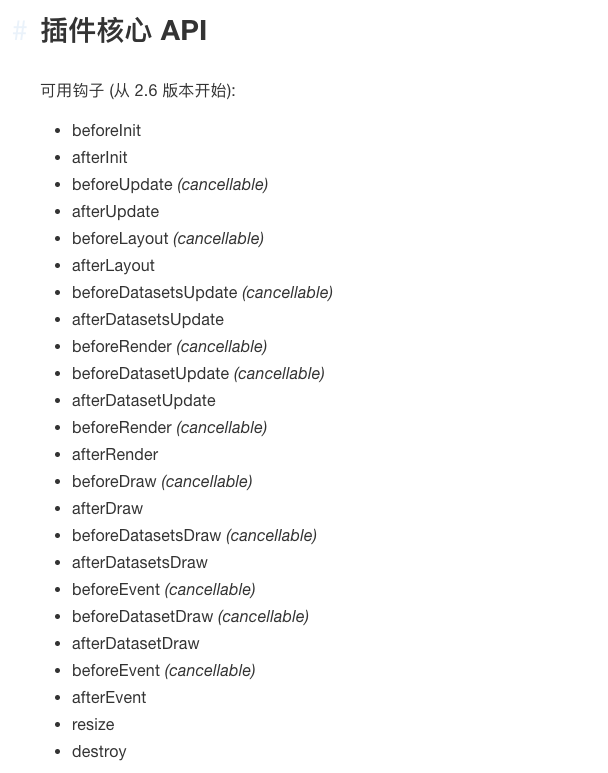 # 插件核心 API
可用钩子 (从 2.6 版本开始):
• beforeInit
• afterInit
• beforeUpdate (cancellable)
• afterUpdate
• beforeLayout (cancellable)
• afterLayout
• beforeDatasetsUpdate (cancellable)
• afterDatasetsUpdate
• beforeRender (cancellable)
• beforeDatasetUpdate (cancellable)
• afterDatasetUpdate
• beforeRender (cancellable)
• afterRender
• beforeDraw (cancellable)
• afterDraw
• beforeDatasetsDraw (cancellable)
• afterDatasetsDraw
• beforeEvent (cancellable)
• beforeDatasetDraw (cancellable)
• afterDatasetDraw
• beforeEvent (cancellable)
• afterEvent
• resize
• destroy